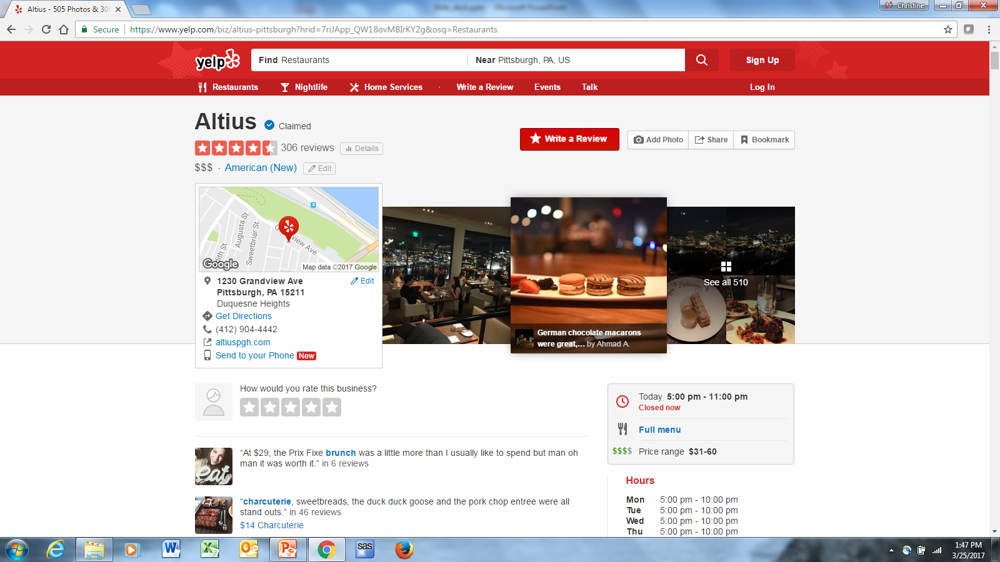 Altius - 505 Photos & 30
Christine
Secure
https://www.yelp.com/biz/altius-pittsburgh?hrid=7riJApp_QW18ovMBIrKY2g&osq=Restaurants
yelp
Find Restaurants
Near Pittsburgh, PA, US
Sign Up
Restaurants
Nightlife
Home Services
Write a Review
Events
Talk
Log In
Altius
Claimed
306 reviews
Details
$$$ · American (New)
Edit
Write a Review
Add Photo
Share
Bookmark
Augusta St
Sweetbriar St
Google
Map data ©2017 Google
1230 Grandview Ave
Edit
Pittsburgh, PA 15211
Duquesne Heights
Get Directions
(412) 904-4442
altiuspgh.com
Send to your Phone New
German chocolate macarons
were great,... by Ahmad A.
See all 510
How would you rate this business?
“At $29, the Prix Fixe brunch was a little more than I usually like to spend but man oh
man it was worth it.” in 6 reviews
eat
“charcuterie, sweetbreads, the duck duck goose and the pork chop entree were all
stand outs.” in 46 reviews
$14 Charcuterie
Today 5:00 pm - 11:00 pm
Closed now
Full menu
$$$$ Price range $31-60
Hours
Mon 5:00 pm - 10:00 pm
Tue 5:00 pm - 10:00 pm
Wed 5:00 pm - 10:00 pm
Thu 5:00 pm - 10:00 pm
sas
1:47 PM
3/25/2017